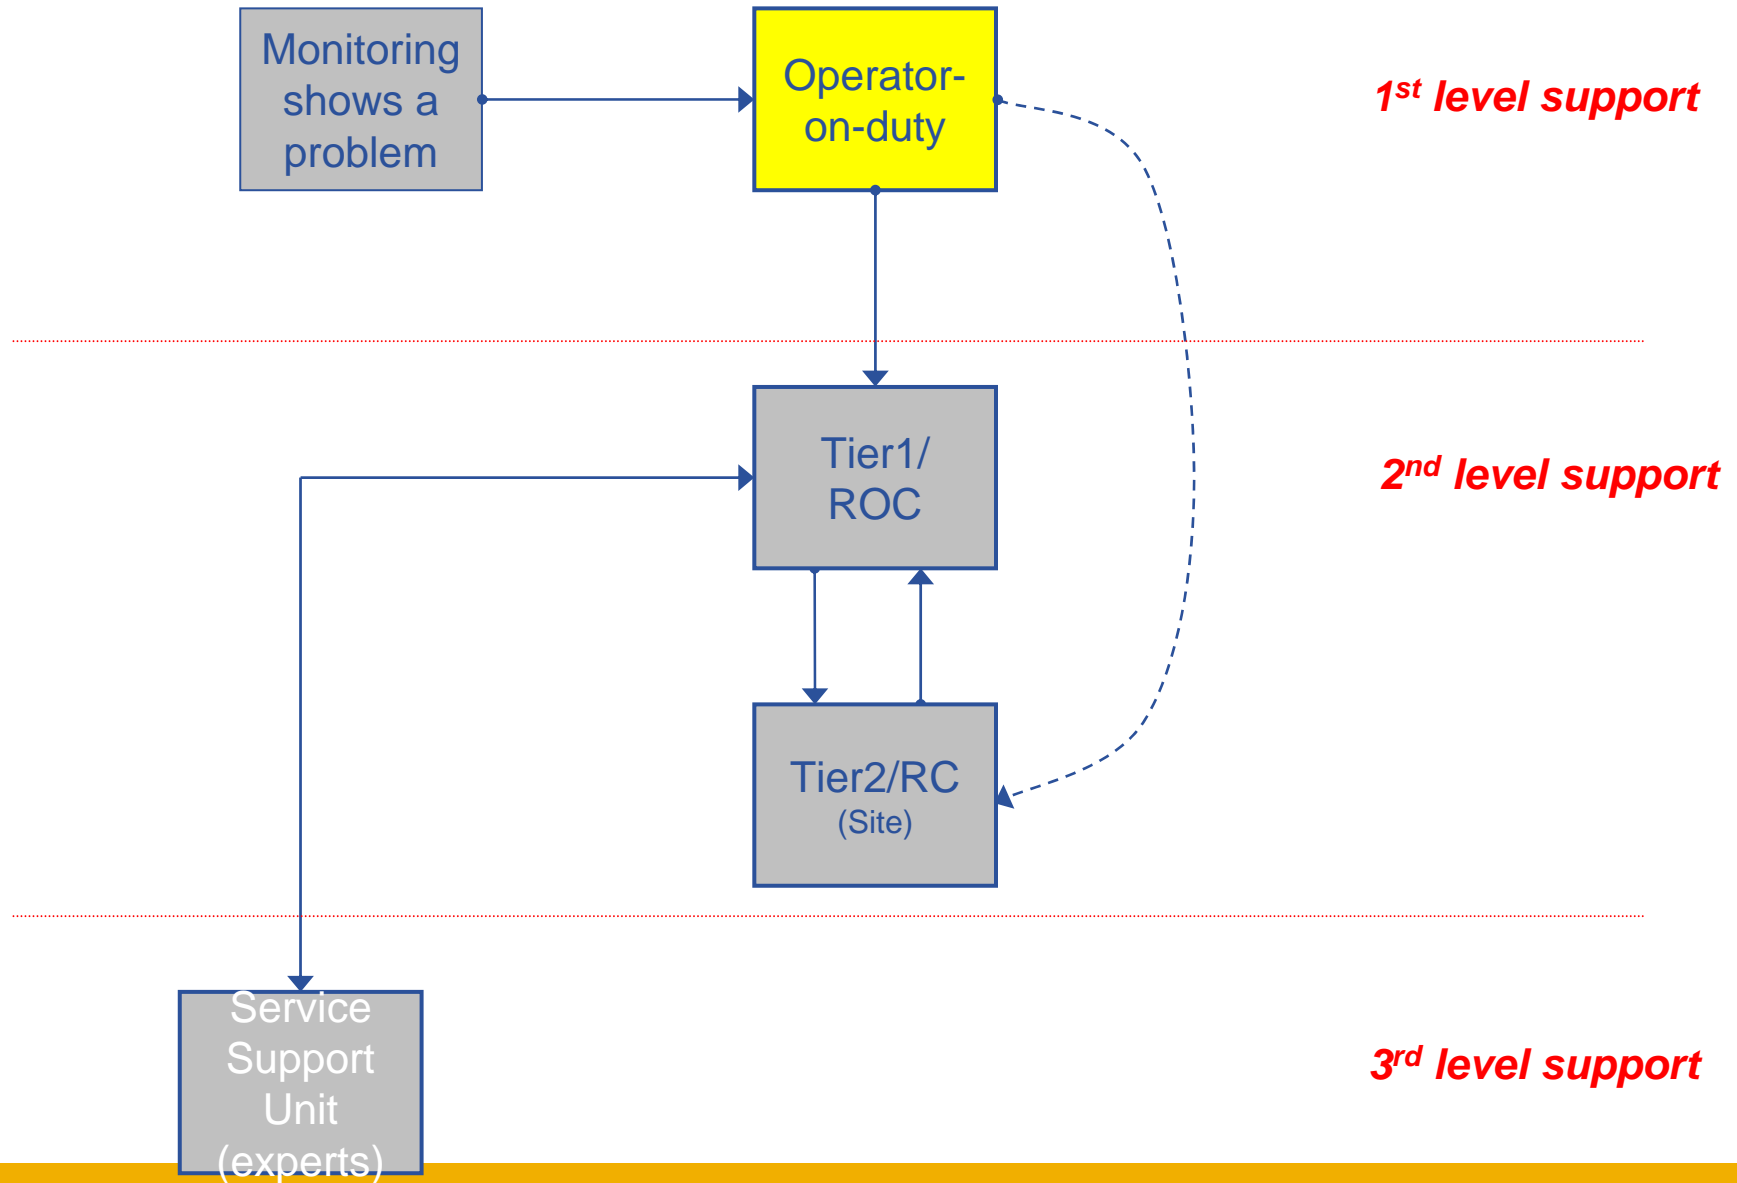 Monitoring
shows a
problem
Operator-
on-duty
1st level support
Tier1/
ROC
2nd level support
Tier2/RC
(Site)
Service
Support
Unit
(experts)
3rd level support